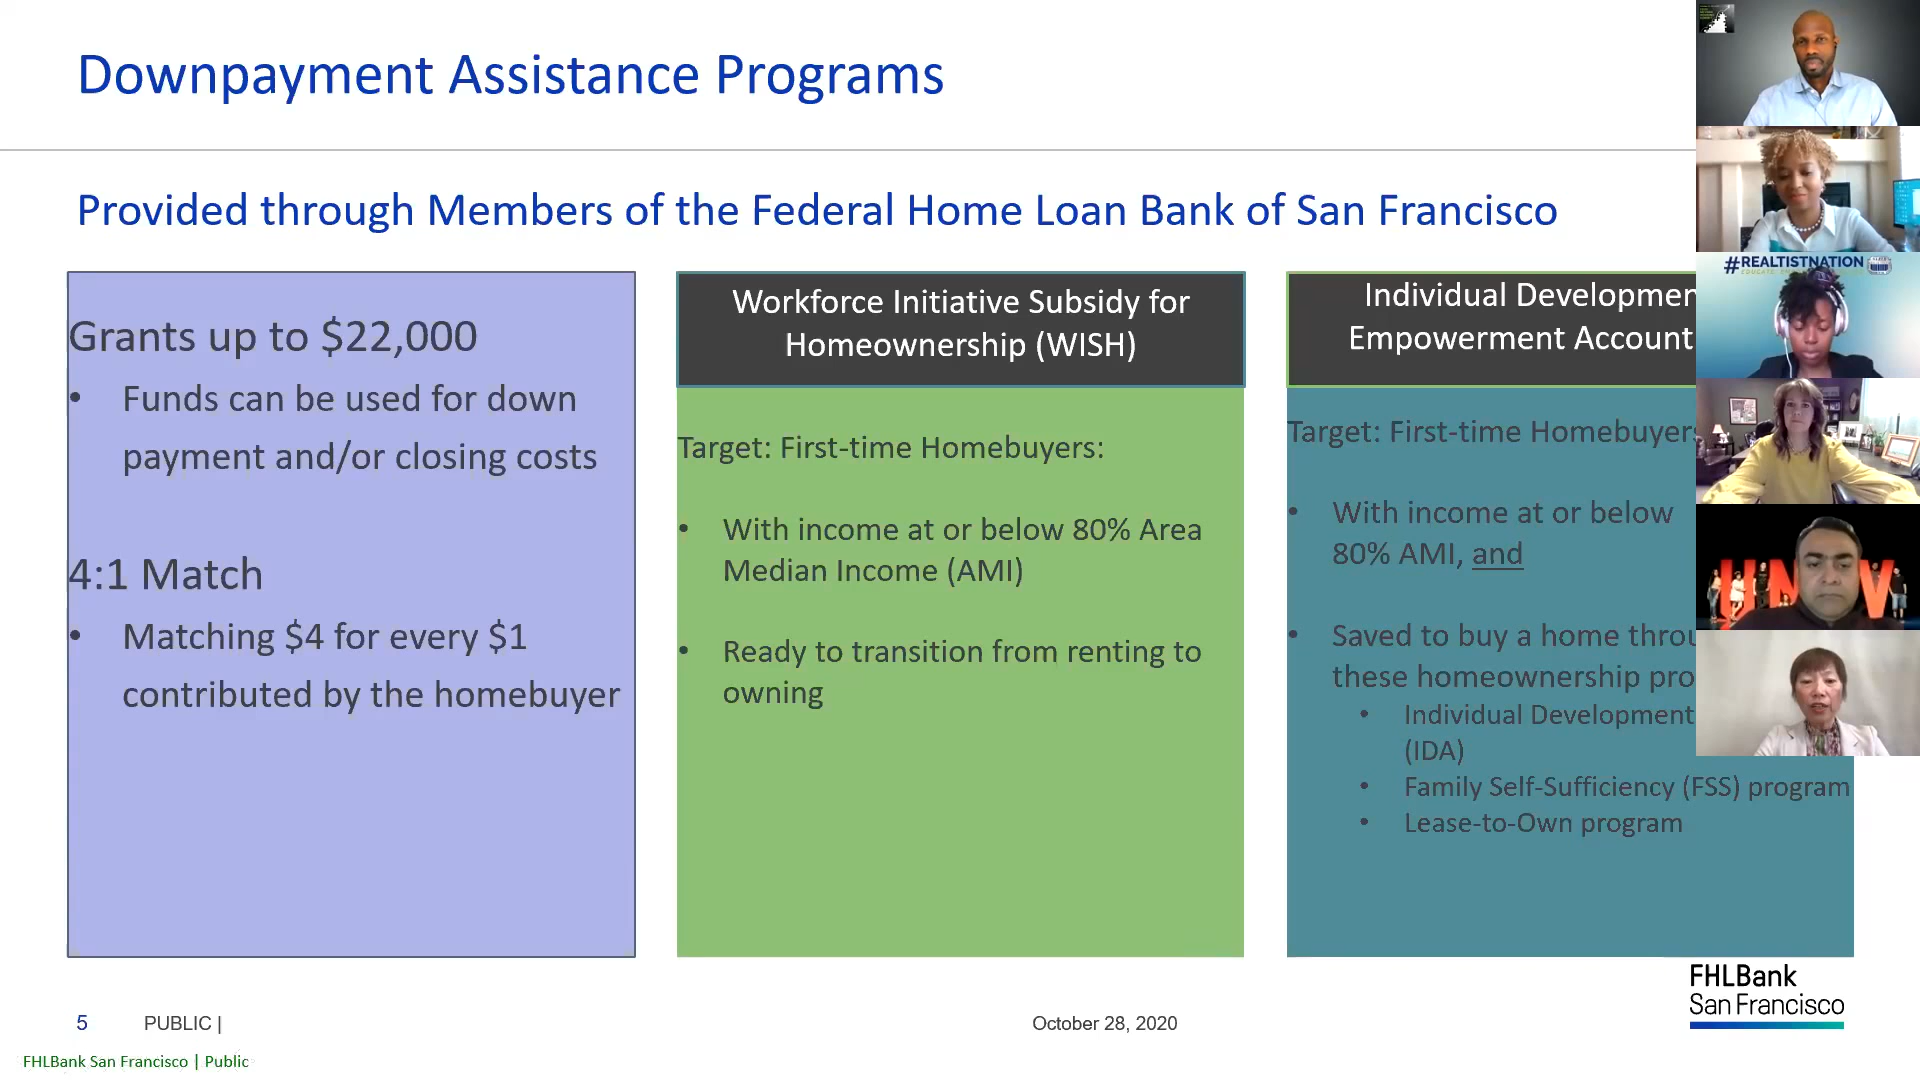 Downpayment Assistance Programs
Provided through Members of the Federal Home Loan Bank of San Francisco
Grants up to $22,000
• Funds can be used for down
payment and/or closing costs
4:1 Match
• Matching $4 for every $1
contributed by the homebuyer
Workforce Initiative Subsidy for
Homeownership (WISH)
Target: First-time Homebuyers:
• With income at or below 80% Area
Median Income (AMI)
• Ready to transition from renting to
owning
Individual Developmen
Empowerment Account
Target: First-time Homebuyers
• With income at or below
80% AMI, and
• Saved to buy a home throu
these homeownership pro
• Individual Development
(IDA)
• Family Self-Sufficiency (FSS) program
• Lease-to-Own program
#REALTISTNATION
FHLBank
San Francisco
5 PUBLIC | October 28, 2020
FHLBank San Francisco | Public